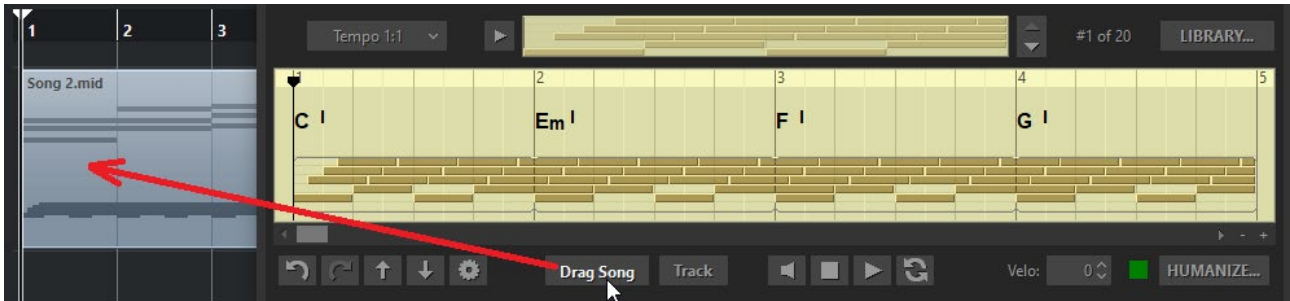 1 2 3
Tempo 1:1 #1 of 20 LIBRARY...
Song 2.mid
1 2 3 4 5
C I Em I F I G I
Drag Song Track Velo: 0 HUMANIZE...